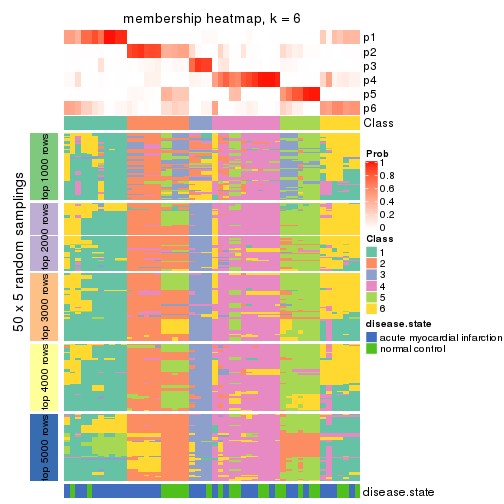 membership heatmap, k = 6
p1
p2
p3
p4
p5
p6
Class
50 x 5 random samplings
top 1000 rows
top 2000 rows
top 3000 rows
top 4000 rows
top 5000 rows
Prob
1
0.8
0.6
0.4
0.2
0
Class
1
2
3
4
5
6
disease.state
acute myocardial infarction
normal control
disease.state